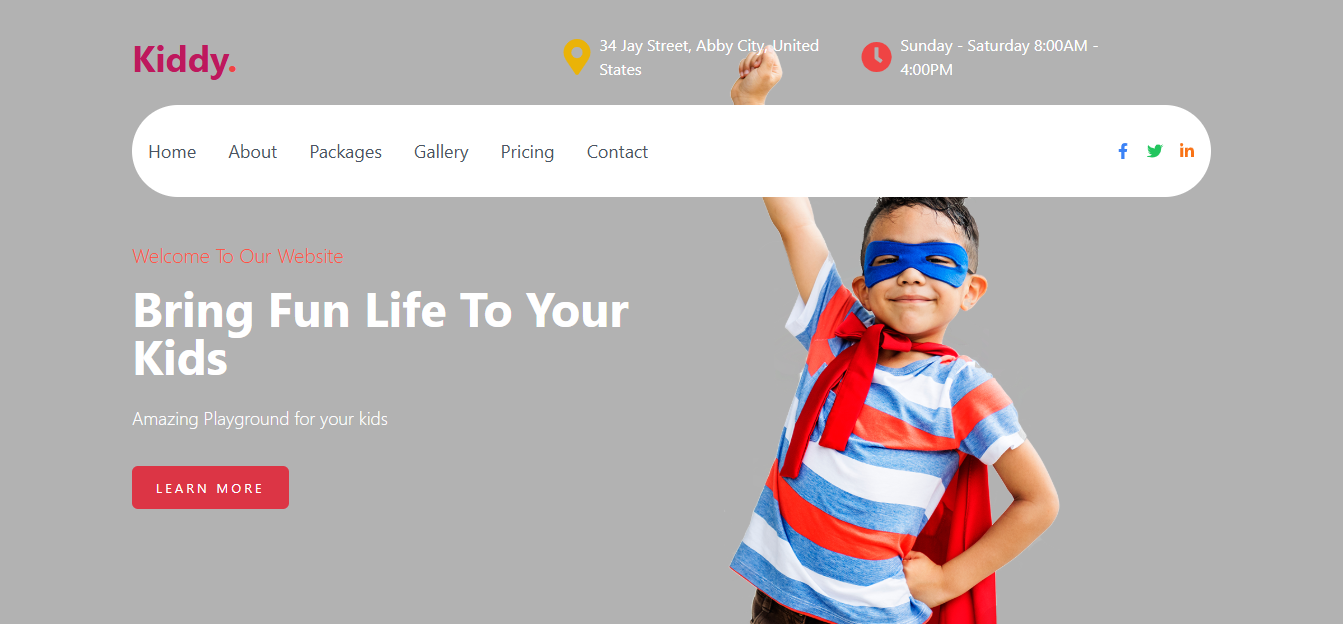 Kiddy.
34 Jay Street, Abby City, United
States
Sunday - Saturday 8:00AM -
4:00PM
Home About Packages Gallery Pricing Contact
Welcome To Our Website
Bring Fun Life To Your
Kids
Amazing Playground for your kids
LEARN MORE